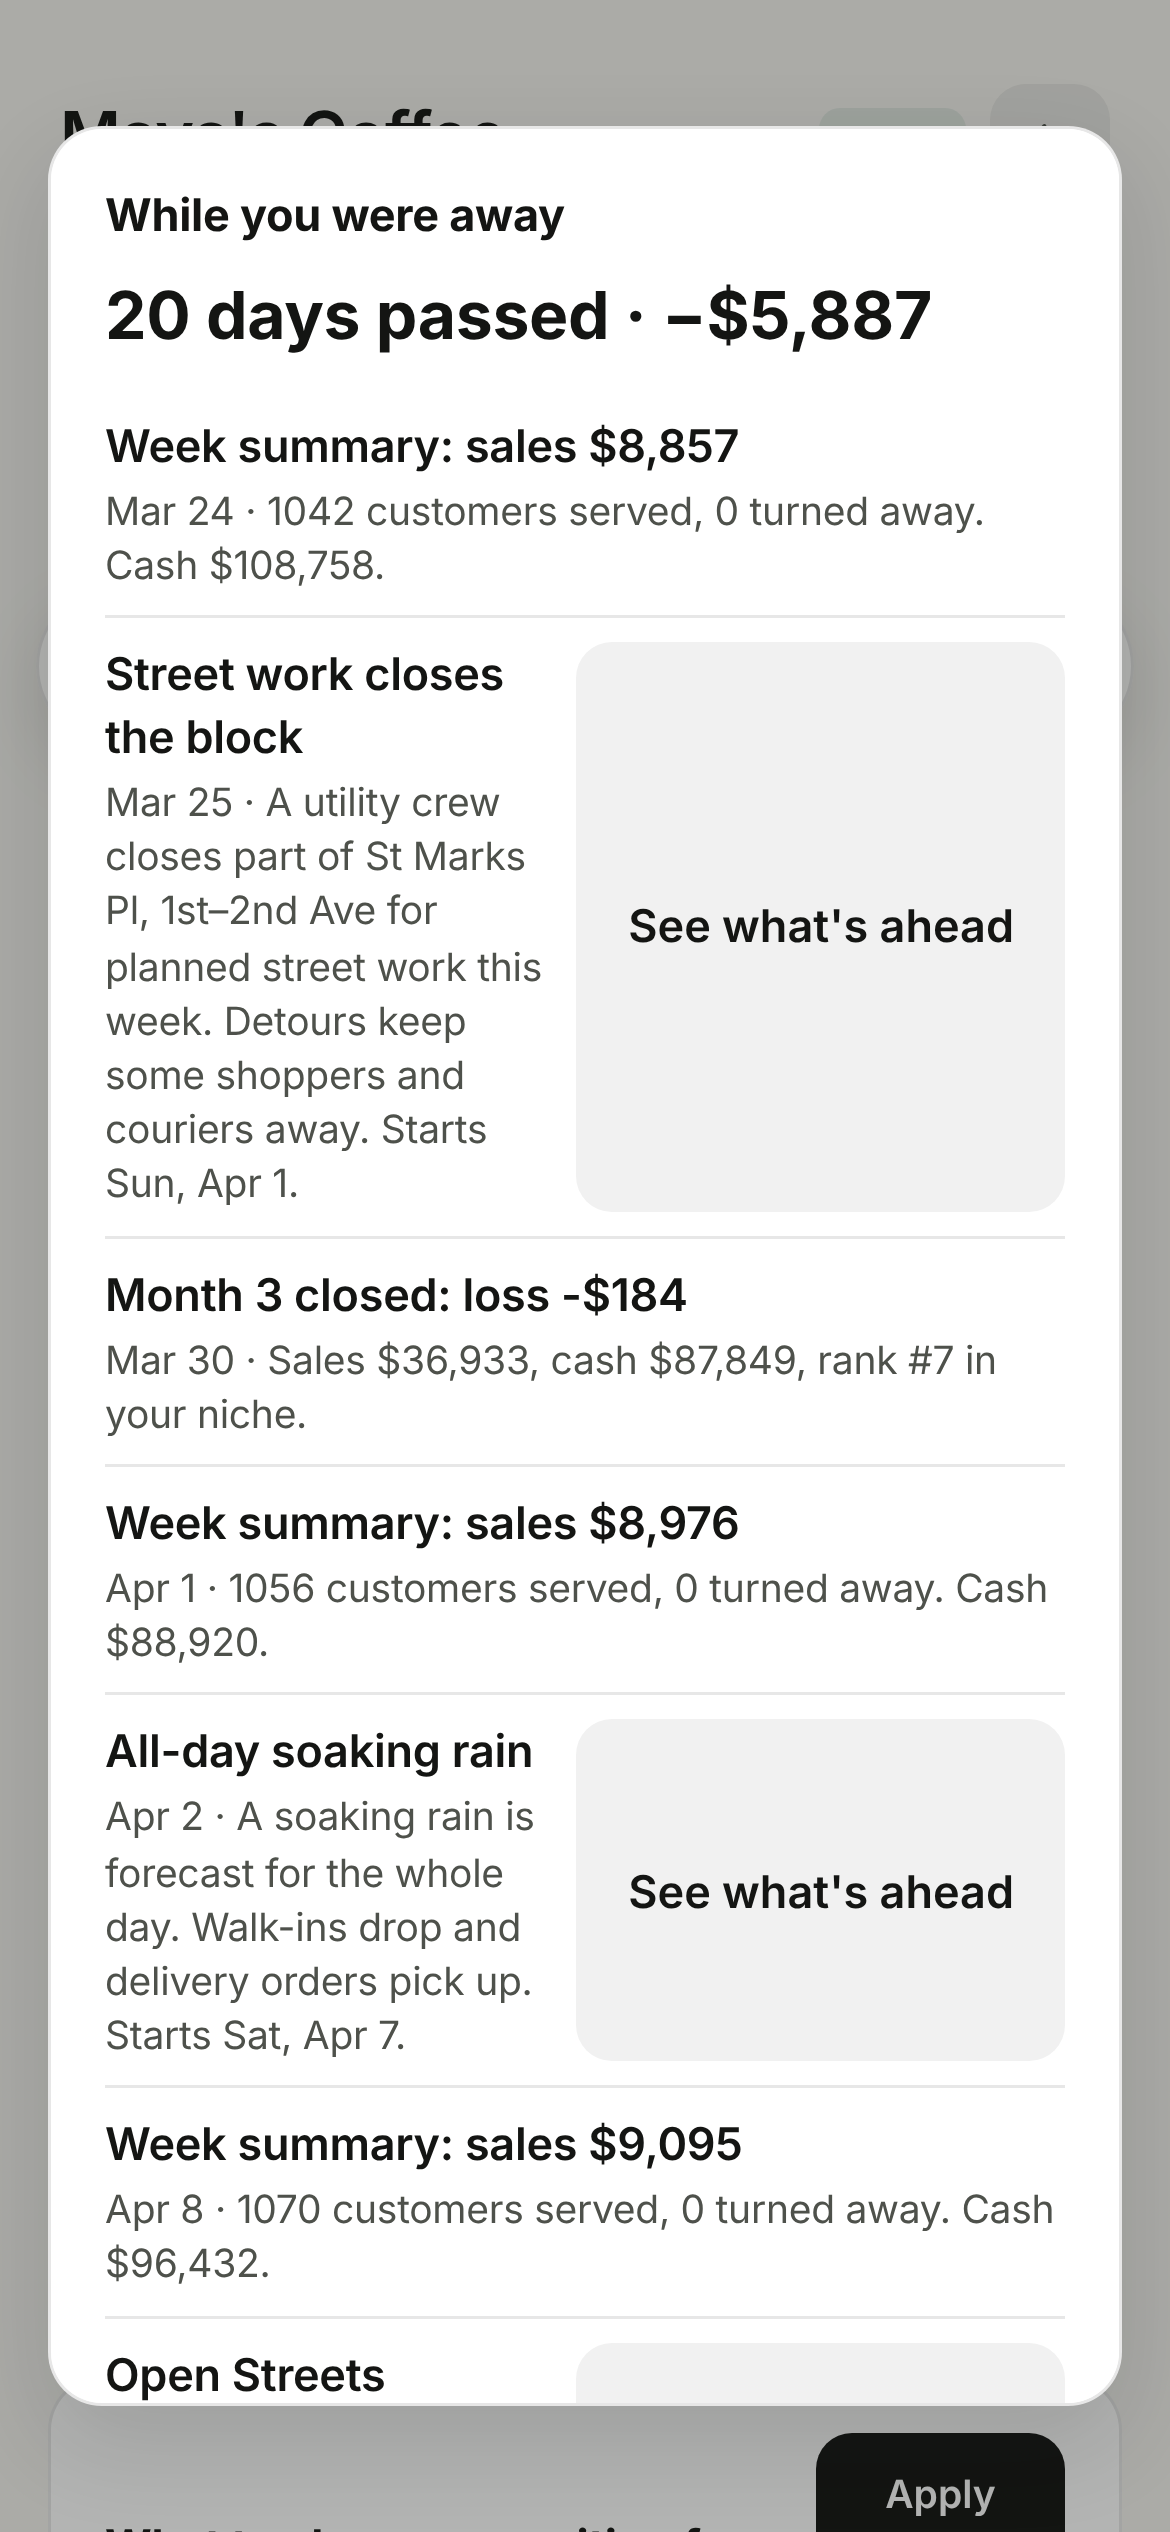 Maya's Coffee
While you were away
20 days passed · −$5,887
Week summary: sales $8,857
Mar 24 · 1042 customers served, 0 turned away.
Cash $108,758.
Street work closes
the block
Mar 25 · A utility crew
closes part of St Marks
Pl, 1st–2nd Ave for
planned street work this
week. Detours keep
some shoppers and
couriers away. Starts
Sun, Apr 1.
See what's ahead
Month 3 closed: loss -$184
Mar 30 · Sales $36,933, cash $87,849, rank #7 in
your niche.
Week summary: sales $8,976
Apr 1 · 1056 customers served, 0 turned away. Cash
$88,920.
All-day soaking rain
Apr 2 · A soaking rain is
forecast for the whole
day. Walk-ins drop and
delivery orders pick up.
Starts Sat, Apr 7.
See what's ahead
Week summary: sales $9,095
Apr 8 · 1070 customers served, 0 turned away. Cash
$96,432.
Open Streets
Apply